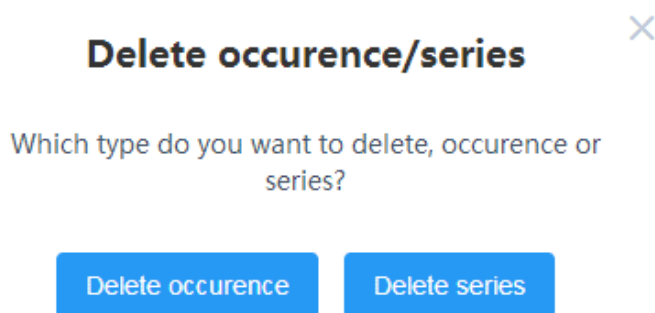 Delete occurence/series
Which type do you want to delete, occurence or
series?
Delete occurence
Delete series